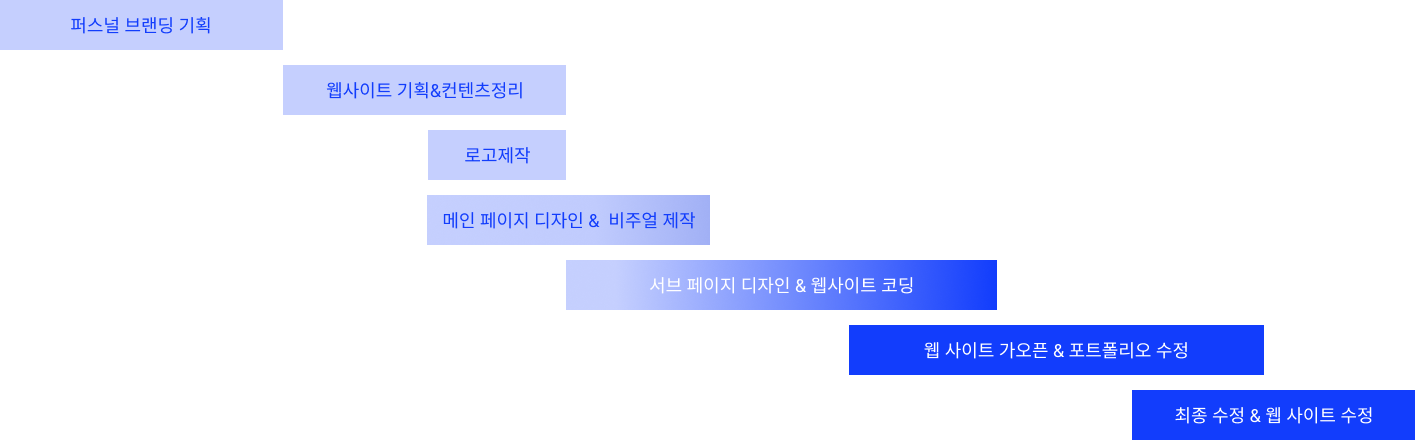 퍼스널 브랜딩 기획
웹사이트 기획&컨텐츠정리
로고제작
메인 페이지 디자인 & 비주얼 제작
서브 페이지 디자인 & 웹사이트 코딩
웹 사이트 가오픈 & 포트폴리오 수정
최종 수정 & 웹 사이트 수정